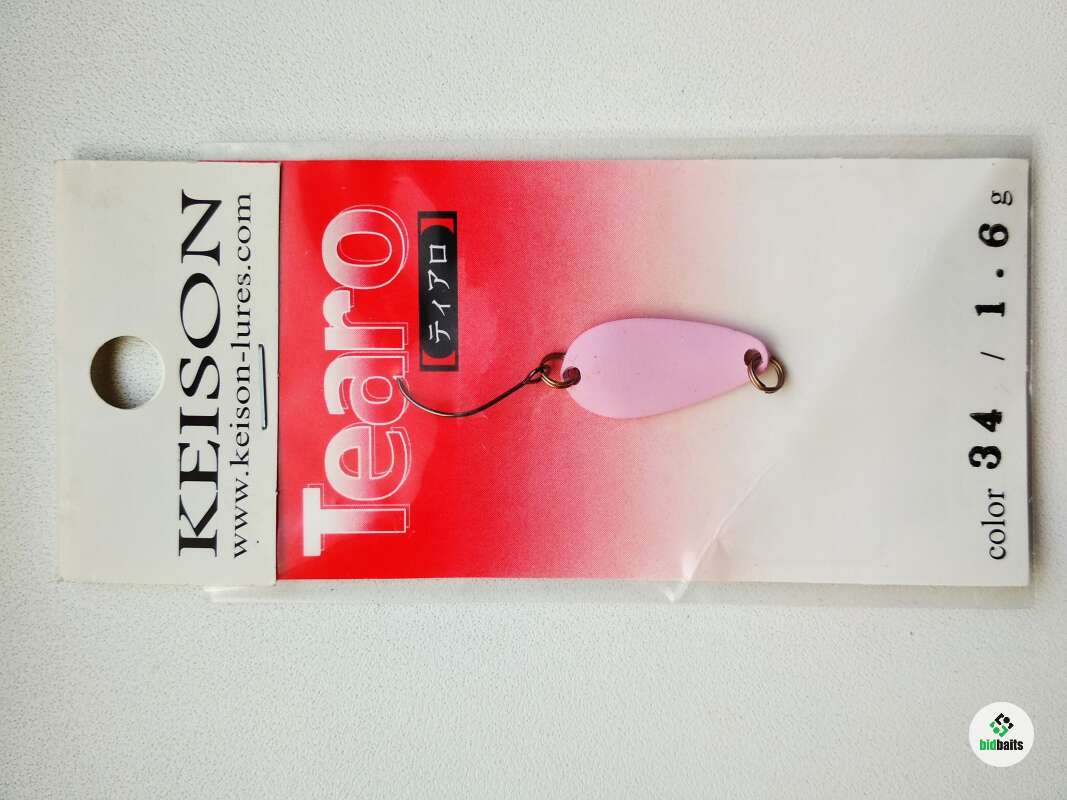 KEISON
www.keison-lures.com
Tearo
【ティアロ】
color 34 / 1.6g
bidbaits